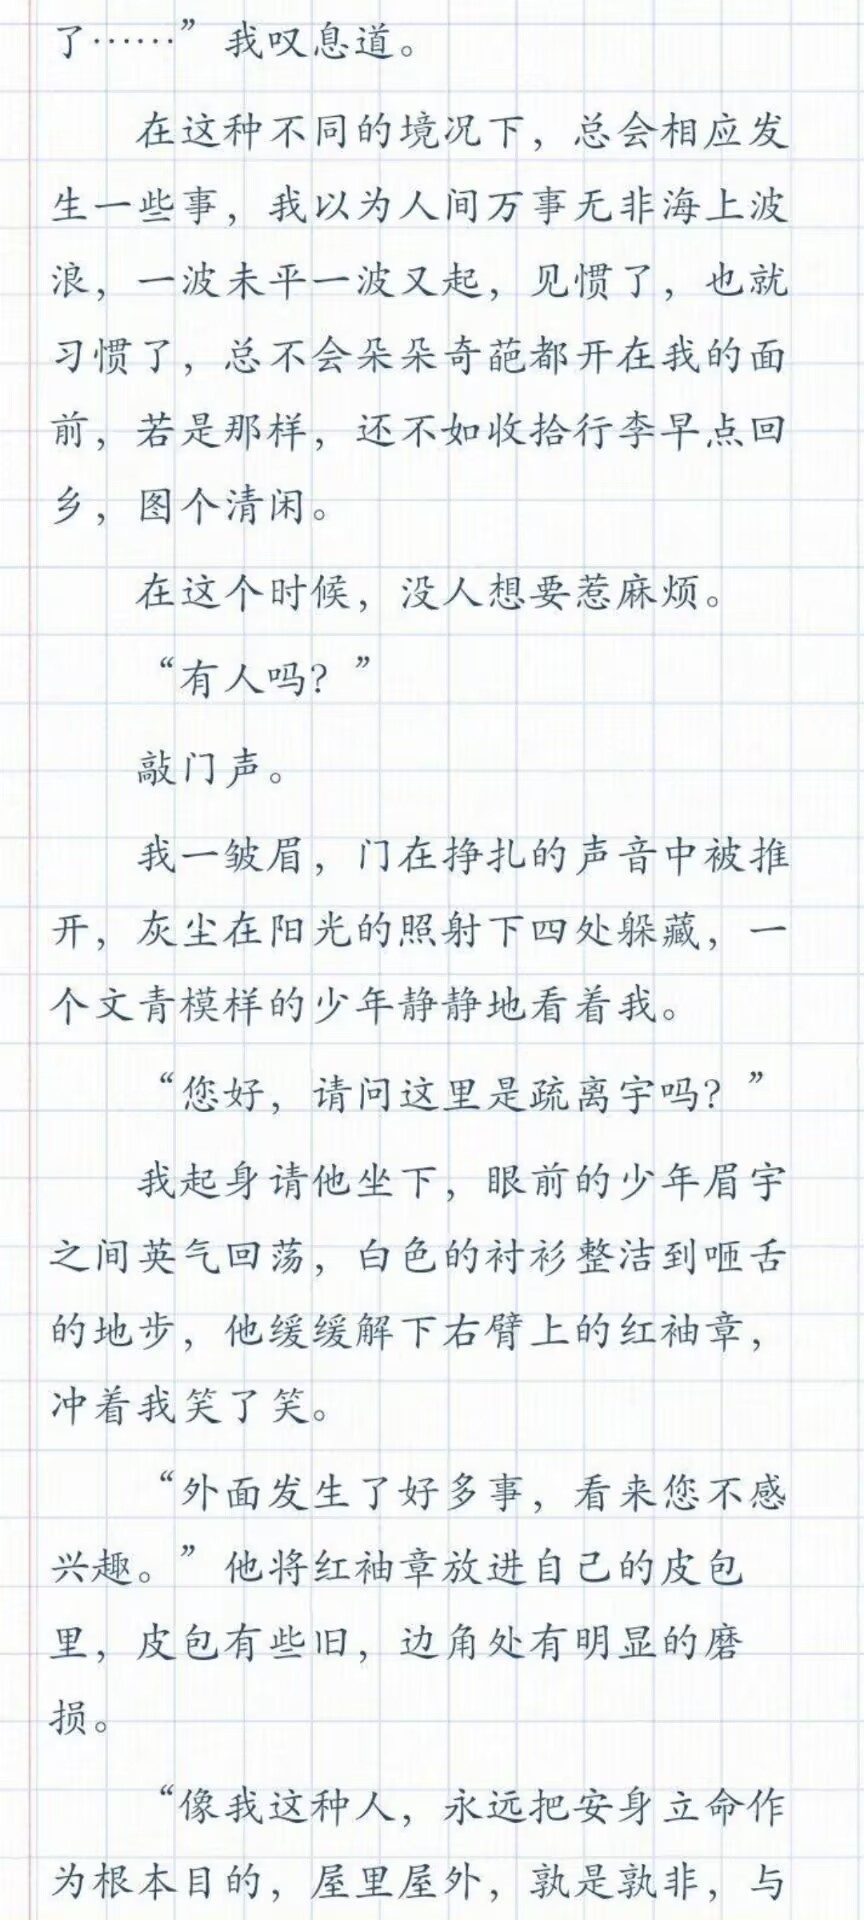 了……”我叹息道。
在这种不同的境况下，总会相应发
生一些事，我以为人间万事无非海上波
浪，一波未平一波又起，见惯了，也就
习惯了，总不会朵朵奇葩都开在我的面
前，若是那样，还不如收拾行李早点回
乡，图个清闲。
在这个时候，没人想要惹麻烦。
“有人吗？”
敲门声。
我一皱眉，门在挣扎的声音中被推
开，灰尘在阳光的照射下四处躲藏，一
个文青模样的少年静静地看着我。
“您好，请问这里是疏离宇吗？”
我起身请他坐下，眼前的少年眉宇
之间英气回荡，白色的衬衫整洁到咂舌
的地步，他缓缓解下右臂上的红袖章，
冲着我笑了笑。
“外面发生了好多事，看来您不感
兴趣。”他将红袖章放进自己的皮包
里，皮包有些旧，边角处有明显的磨
损。
“像我这种人，永远把安身立命作
为根本目的，屋里屋外，孰是孰非，与